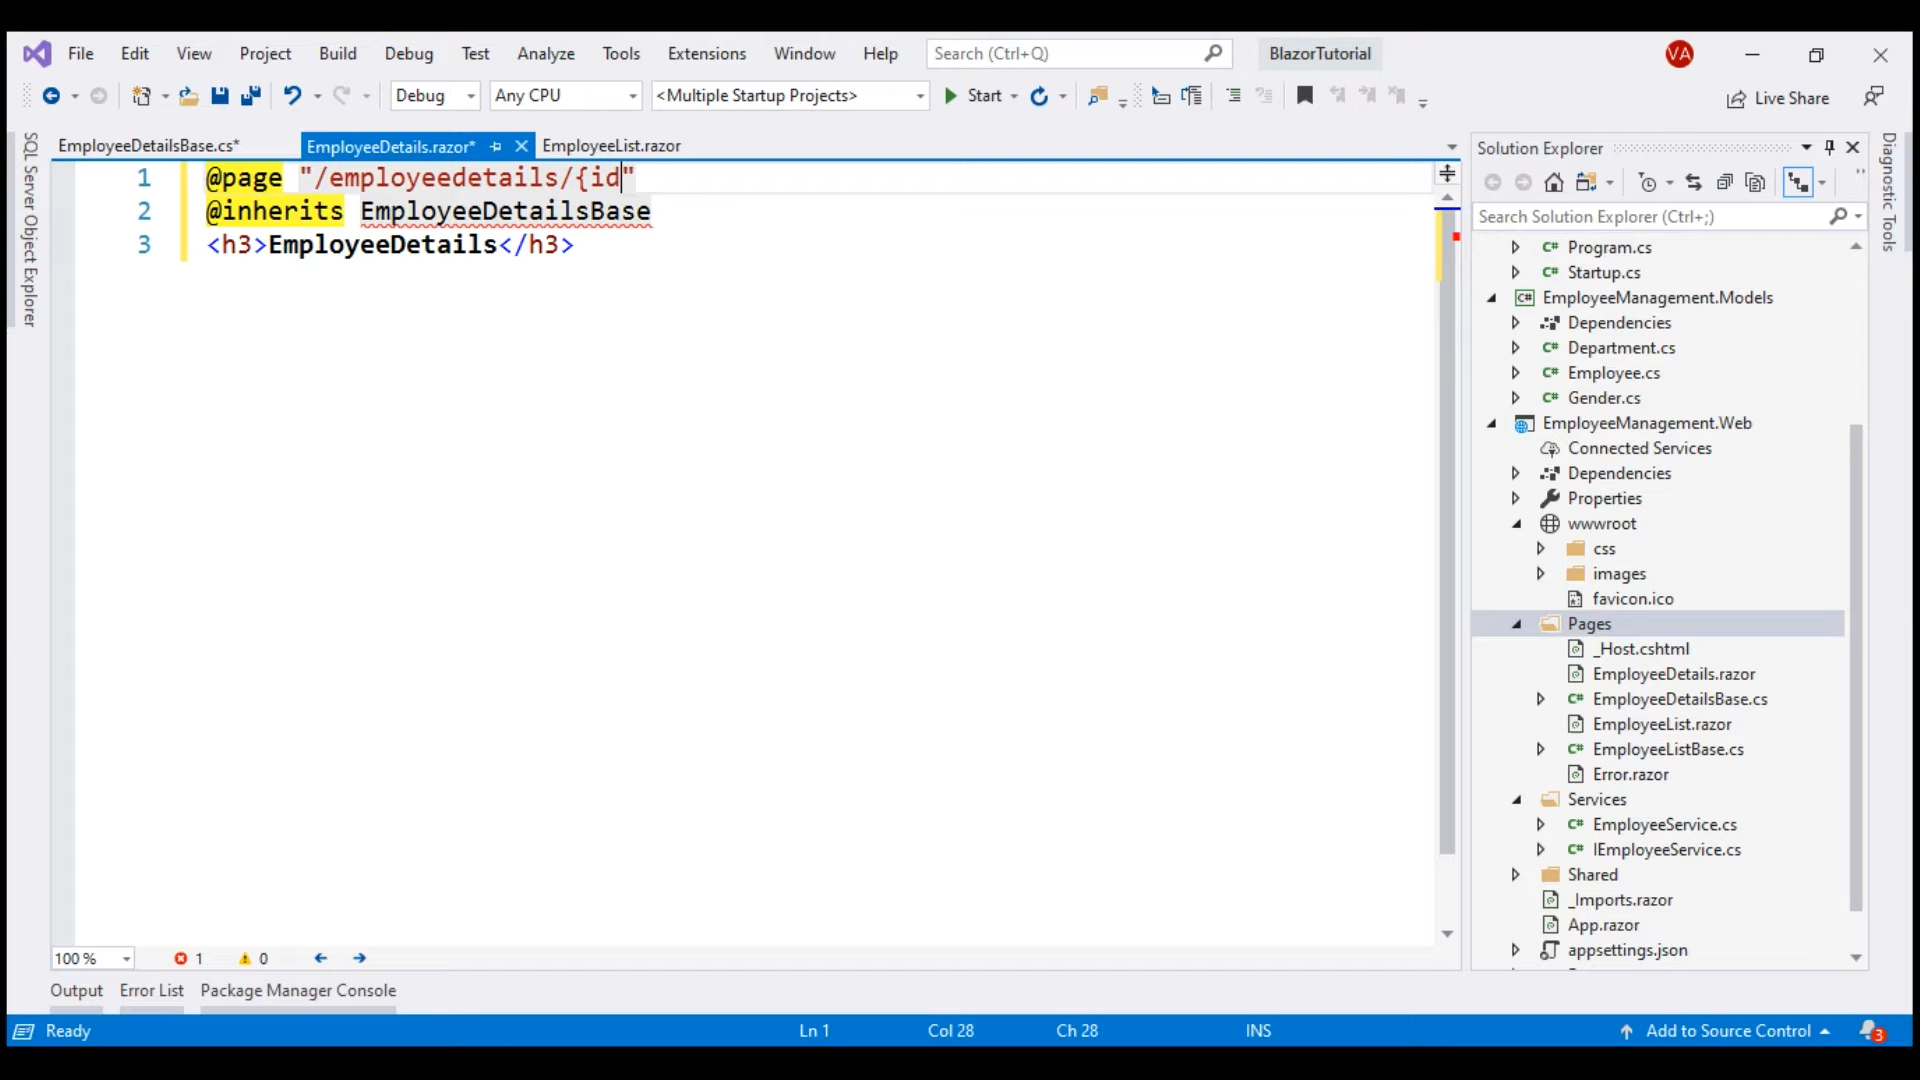 File Edit View Project Build Debug Test Analyze Tools Extensions Window Help Search (Ctrl+Q) BlazorTutorial VA
Debug Any CPU <Multiple Startup Projects> Start Live Share
SQL Server Object Explorer
EmployeeDetailsBase.cs* EmployeeDetails.razor* EmployeeList.razor
1 @page "/employeedetails/{id"
2 @inherits EmployeeDetailsBase
3 <h3>EmployeeDetails</h3>
100 % 1 0
Output Error List Package Manager Console
Solution Explorer
Search Solution Explorer (Ctrl+;)
C# Program.cs
C# Startup.cs
C# EmployeeManagement.Models
Dependencies
C# Department.cs
C# Employee.cs
C# Gender.cs
EmployeeManagement.Web
Connected Services
Dependencies
Properties
wwwroot
css
images
favicon.ico
Pages
_Host.cshtml
EmployeeDetails.razor
C# EmployeeDetailsBase.cs
EmployeeList.razor
C# EmployeeListBase.cs
Error.razor
Services
C# EmployeeService.cs
C# IEmployeeService.cs
Shared
_Imports.razor
App.razor
appsettings.json
Diagnostic Tools
Ready Ln 1 Col 28 Ch 28 INS Add to Source Control 3